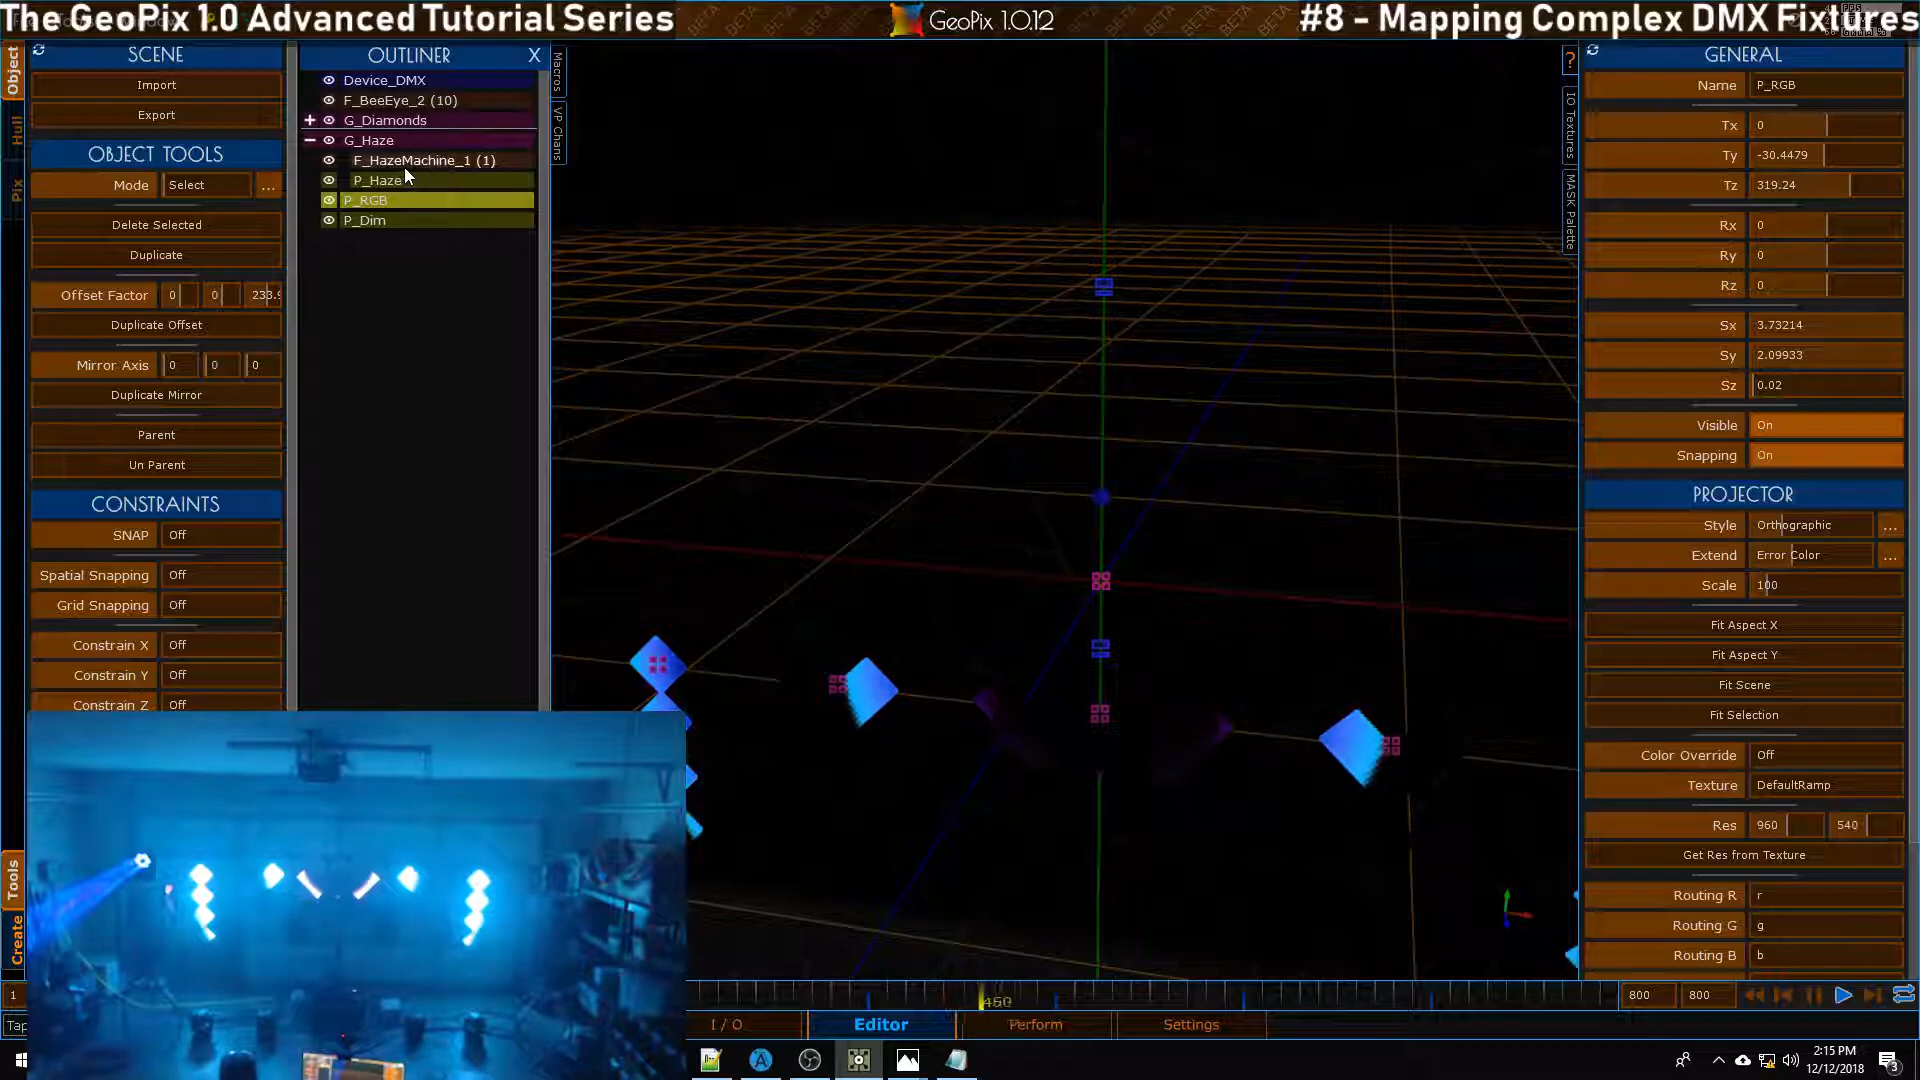 The GeoPix 1.0 Advanced Tutorial Series
GeoPix 1.0.12
#8 - Mapping Complex DMX Fixtures
SCENE
Import
Export
OBJECT TOOLS
Mode Select ...
Delete Selected
Duplicate
Offset Factor 0 0 233.9
Duplicate Offset
Mirror Axis 0 0 0
Duplicate Mirror
Parent
Un Parent
CONSTRAINTS
SNAP Off
Spatial Snapping Off
Grid Snapping Off
Constrain X Off
Constrain Y Off
Constrain Z Off
Object
Hull
Pix
Tools
Create
OUTLINER X
Device_DMX
F_BeeEye_2 (10)
+ G_Diamonds
- G_Haze
F_HazeMachine_1 (1)
P_Haze
P_RGB
P_Dim
Macros
VP Chans
?
IO Textures
MASK Palette
GENERAL
Name P_RGB
Tx 0
Ty -30.4479
Tz 319.24
Rx 0
Ry 0
Rz 0
Sx 3.73214
Sy 2.09933
Sz 0.02
Visible On
Snapping On
PROJECTOR
Style Orthographic ...
Extend Error Color ...
Scale 100
Fit Aspect X
Fit Aspect Y
Fit Scene
Fit Selection
Color Override Off
Texture DefaultRamp
Res 960 540
Get Res from Texture
Routing R r
Routing G g
Routing B b
1
450
800 800
Tap
I / O
Editor
Perform
Settings
2:15 PM
12/12/2018
3